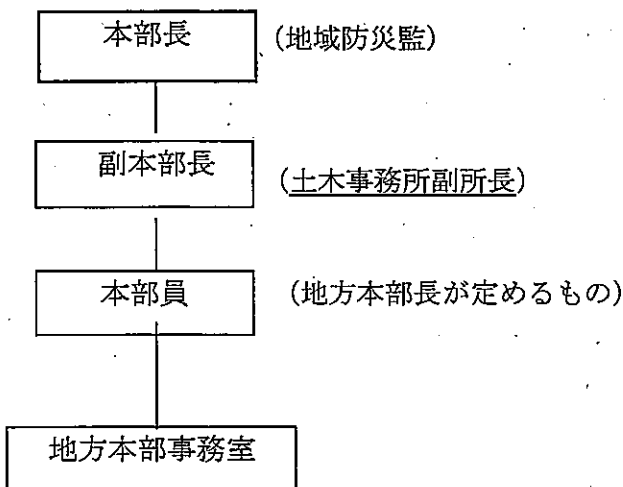 本部長 (地域防災監)
副本部長 (土木事務所副所長)
本部員 (地方本部長が定めるもの)
地方本部事務室